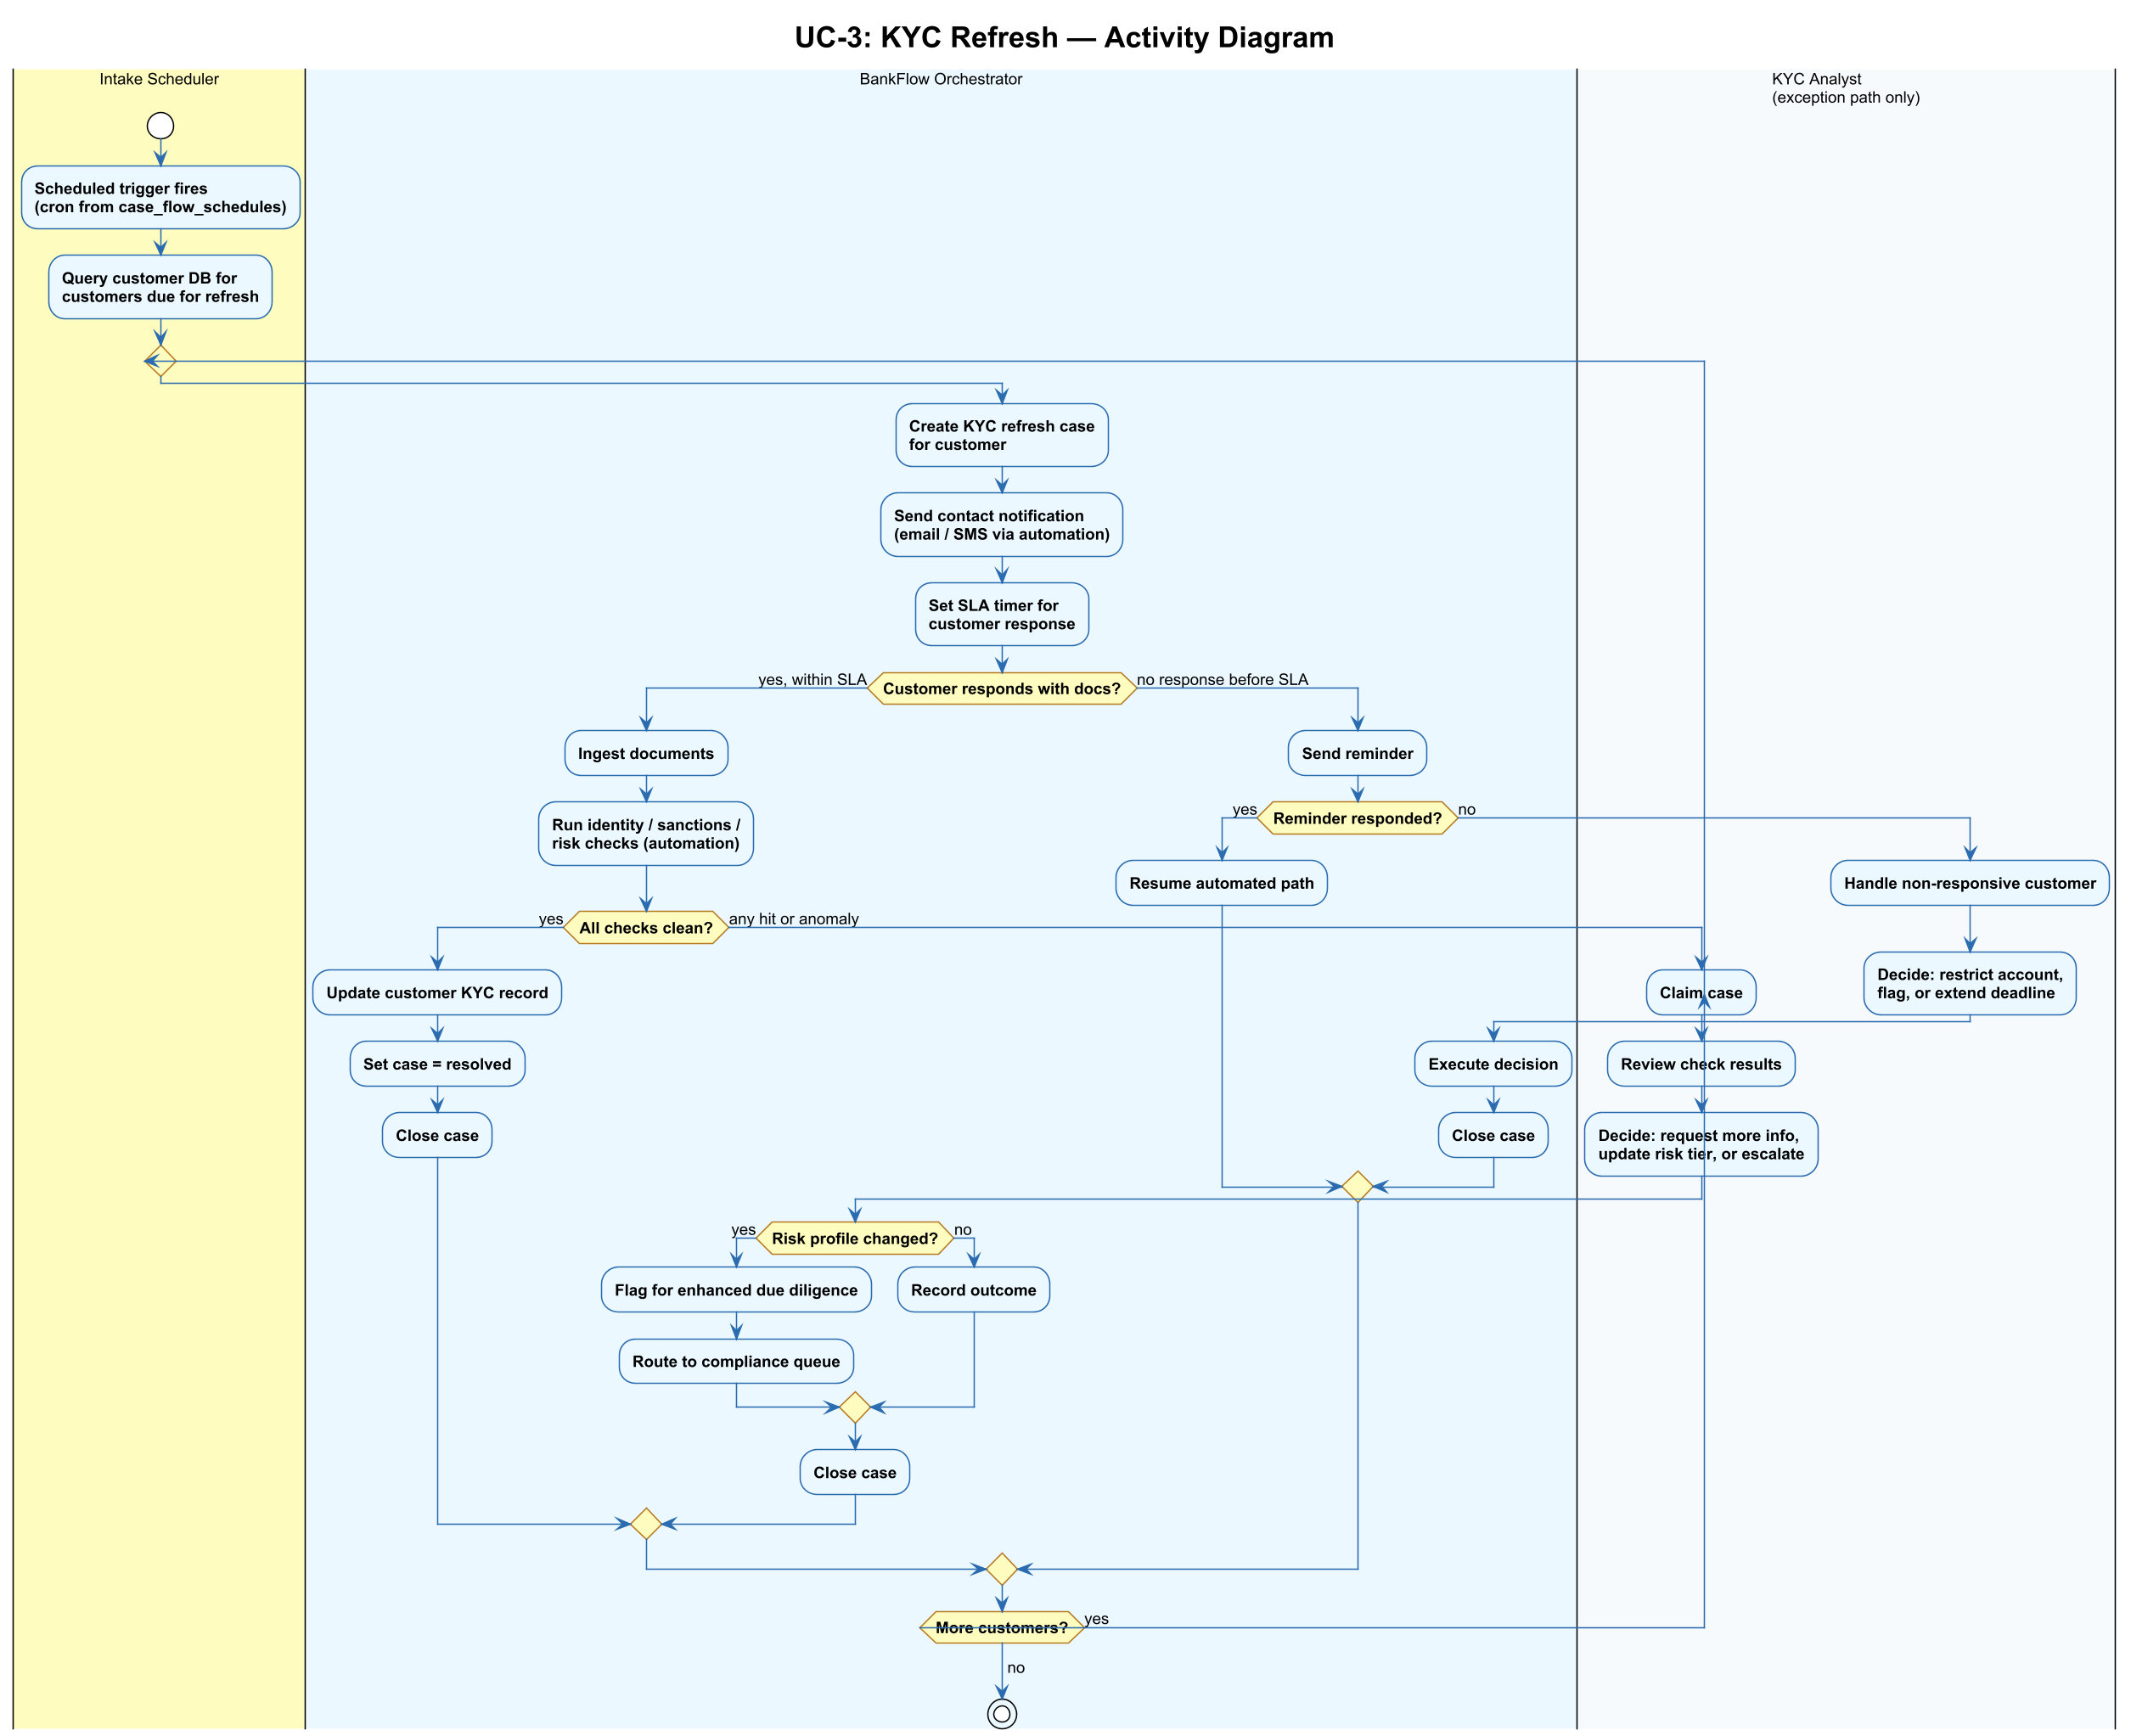 UC-3: KYC Refresh — Activity Diagram
Intake Scheduler
BankFlow Orchestrator
KYC Analyst
(exception path only)
Scheduled trigger fires
(cron from case_flow_schedules)
Query customer DB for
customers due for refresh
Create KYC refresh case
for customer
Send contact notification
(email / SMS via automation)
Set SLA timer for
customer response
yes, within SLA
Customer responds with docs?
no response before SLA
Ingest documents
Send reminder
Run identity / sanctions /
risk checks (automation)
yes
Reminder responded?
no
Resume automated path
Handle non-responsive customer
yes
All checks clean?
any hit or anomaly
Update customer KYC record
Claim case
Decide: restrict account,
flag, or extend deadline
Set case = resolved
Execute decision
Review check results
Close case
Close case
Decide: request more info,
update risk tier, or escalate
yes
Risk profile changed?
no
Flag for enhanced due diligence
Record outcome
Route to compliance queue
Close case
More customers?
yes
no